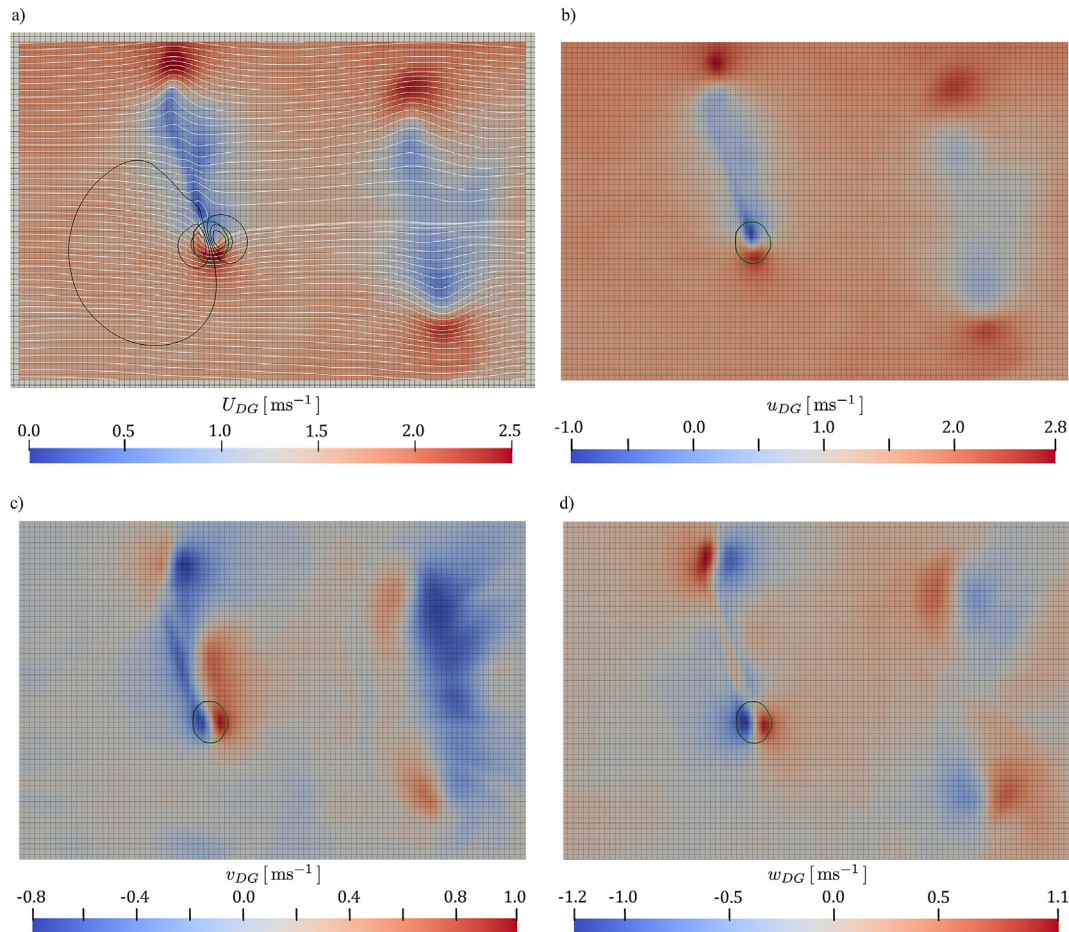 a)
b)
U_DG [ms⁻¹]
0.0 0.5 1.0 1.5 2.0 2.5
u_DG [ms⁻¹]
-1.0 0.0 1.0 2.0 2.8
c)
d)
v_DG [ms⁻¹]
-0.8 -0.4 0.0 0.4 0.6 1.0
w_DG [ms⁻¹]
-1.2 -1.0 -0.5 0.0 0.5 1.1